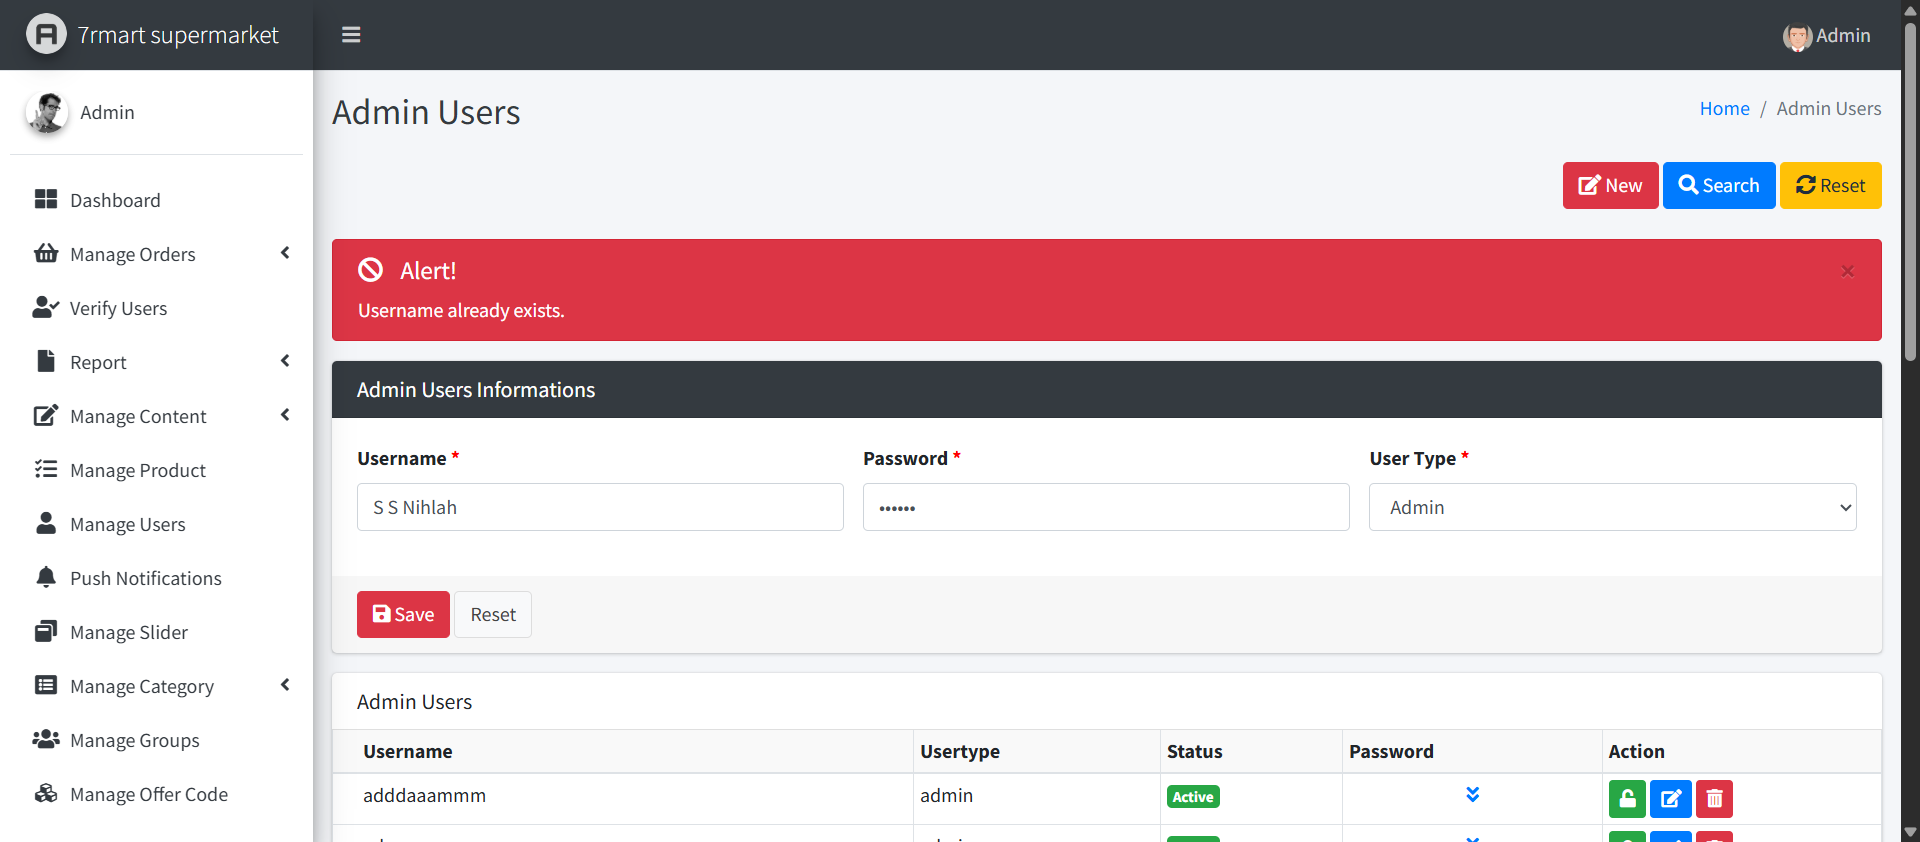 7rmart supermarket
Admin
Admin
Dashboard
Manage Orders
Verify Users
Report
Manage Content
Manage Product
Manage Users
Push Notifications
Manage Slider
Manage Category
Manage Groups
Manage Offer Code
Admin Users
Home / Admin Users
New Search Reset
Alert!
×
Username already exists.
Admin Users Informations
Username * Password * User Type *
S S Nihlah •••••• Admin
Save Reset
Admin Users
Username Usertype Status Password Action
adddaaammm admin Active